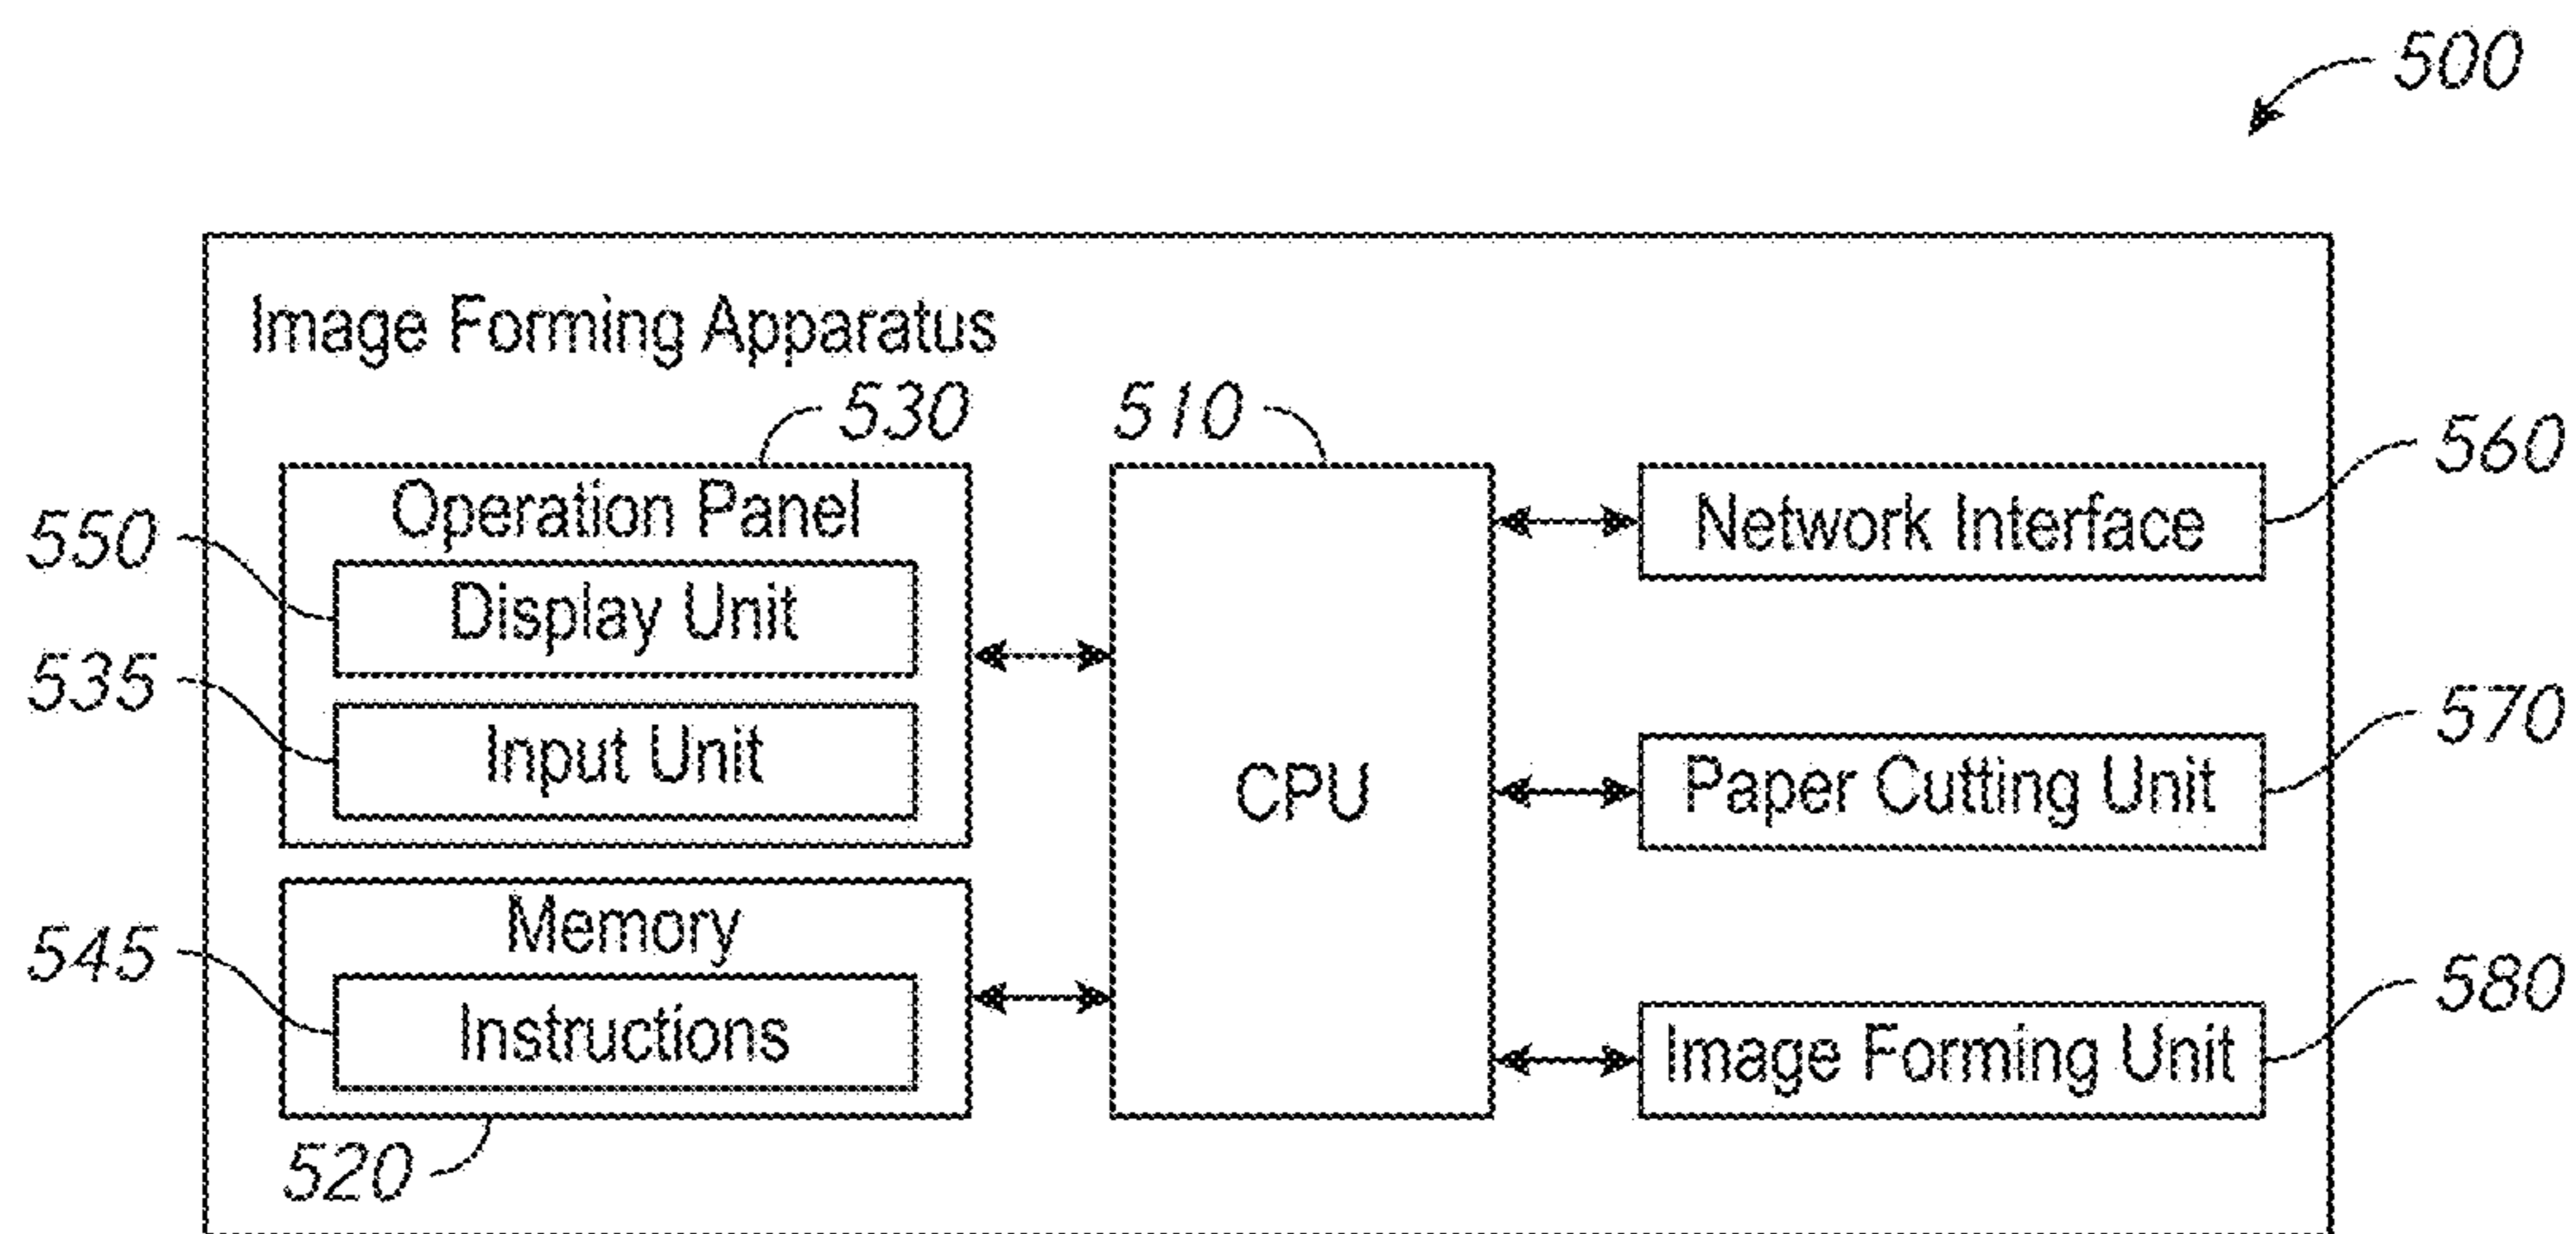 500
Image Forming Apparatus
530
510
560
Operation Panel
Network Interface
550
Display Unit
535
Input Unit
570
CPU
Paper Cutting Unit
Memory
545
Instructions
580
Image Forming Unit
520